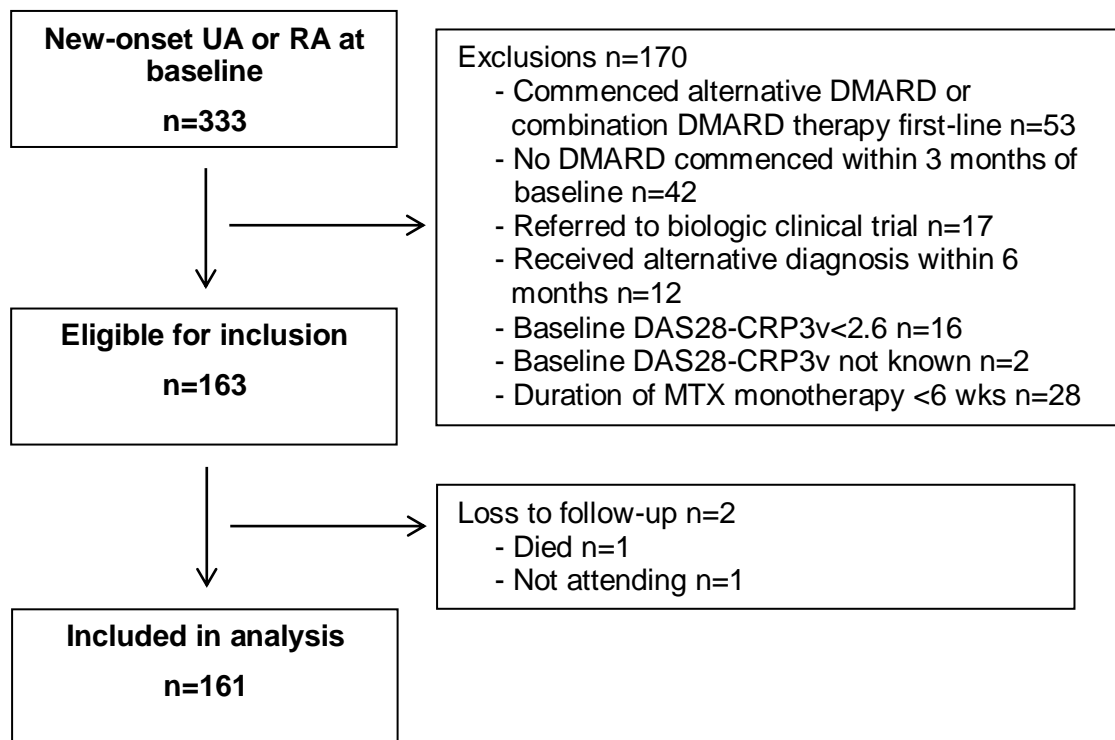 New-onset UA or RA at
baseline
n=333
Exclusions n=170
- Commenced alternative DMARD or
combination DMARD therapy first-line n=53
- No DMARD commenced within 3 months of
baseline n=42
- Referred to biologic clinical trial n=17
- Received alternative diagnosis within 6
months n=12
- Baseline DAS28-CRP3v<2.6 n=16
- Baseline DAS28-CRP3v not known n=2
- Duration of MTX monotherapy <6 wks n=28
Eligible for inclusion
n=163
Loss to follow-up n=2
- Died n=1
- Not attending n=1
Included in analysis
n=161